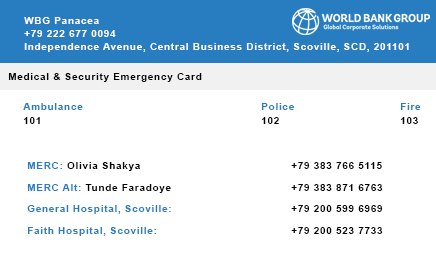 WBG Panacea
+79 222 677 0094
Independence Avenue, Central Business District, Scoville, SCD, 201101
WORLD BANK GROUP
Global Corporate Solutions
Medical & Security Emergency Card
Ambulance Police Fire
101 102 103
MERC: Olivia Shakya +79 383 766 5115
MERC Alt: Tunde Faradoye +79 383 871 6763
General Hospital, Scoville: +79 200 599 6969
Faith Hospital, Scoville: +79 200 523 7733